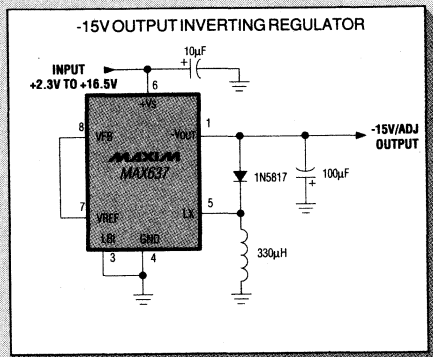 -15V OUTPUT INVERTING REGULATOR
10µF
+
INPUT
+2.3V TO +16.5V
6
+VS
8
VFB
1
-VOUT
-15V/ADJ
OUTPUT
MAXIM
MAX637
1N5817
100µF
+
7
VREF
LX
5
LBI
GND
3
4
330µH